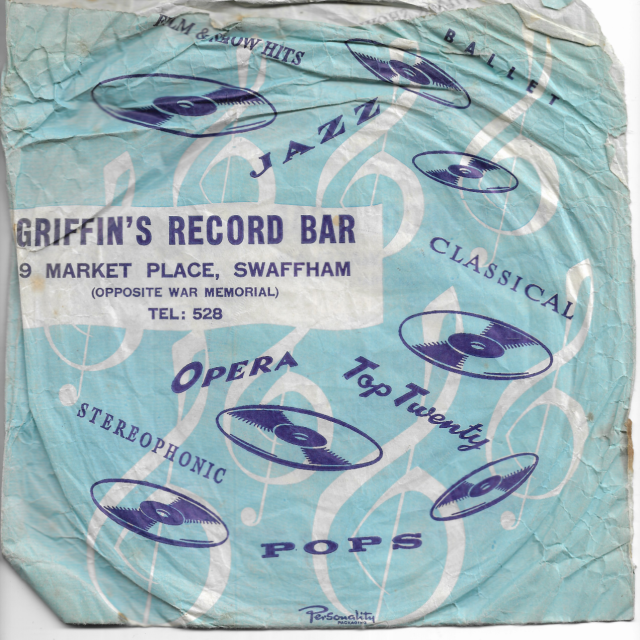 FILM & SHOW HITS
BALLET
JAZZ
GRIFFIN'S RECORD BAR
9 MARKET PLACE, SWAFFHAM
(OPPOSITE WAR MEMORIAL)
TEL: 528
CLASSICAL
OPERA
Top Twenty
STEREOPHONIC
POPS
Personality
PACKAGING